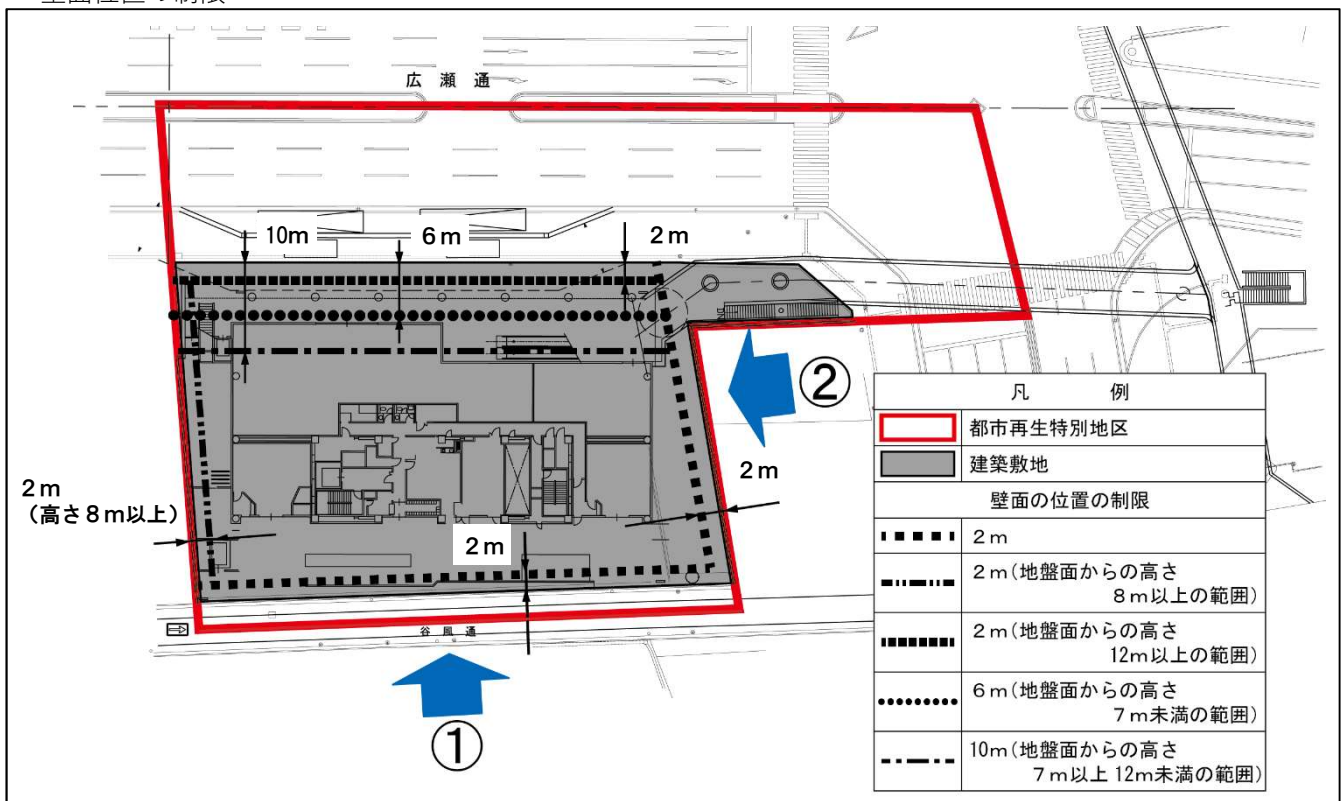 広瀬通
10m
6m
2m
②
2m
2m
(高さ8m以上)
2m
谷風通
①
凡例
都市再生特別地区
建築敷地
壁面の位置の制限
2m
2m(地盤面からの高さ
8m以上の範囲)
2m(地盤面からの高さ
12m以上の範囲)
6m(地盤面からの高さ
7m未満の範囲)
10m(地盤面からの高さ
7m以上12m未満の範囲)